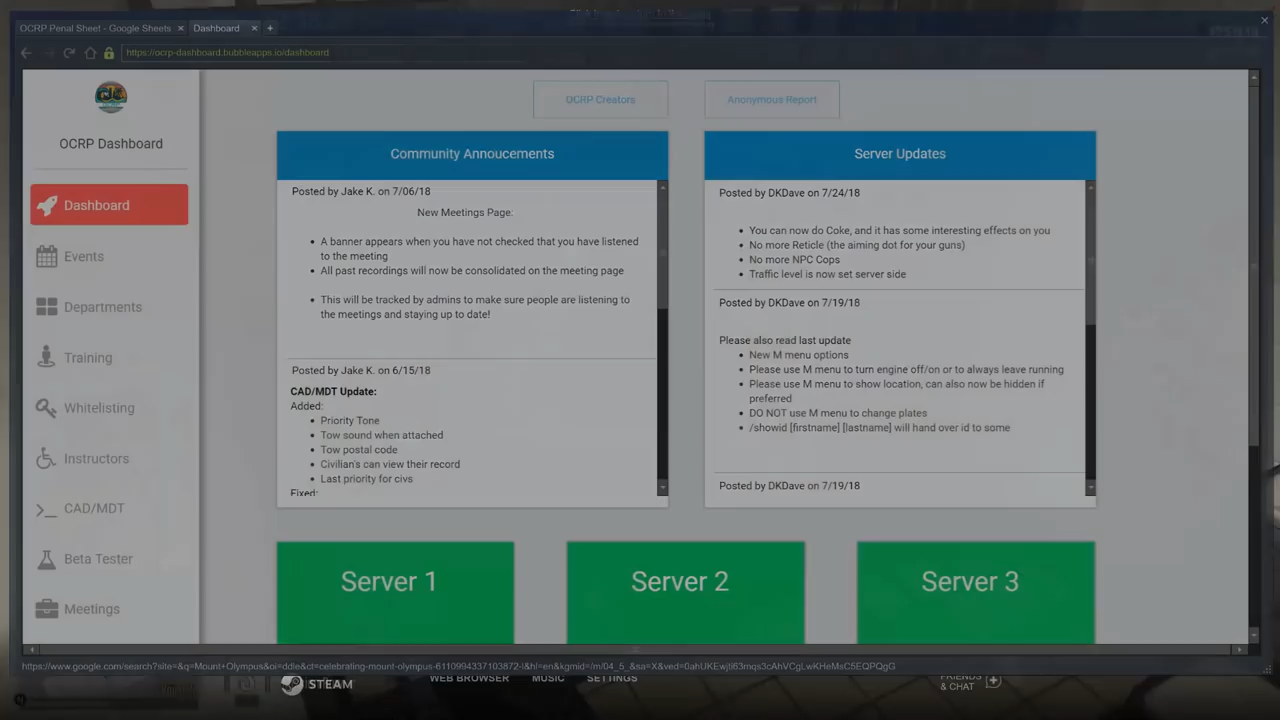 OCRP Penal Sheet - Google Sheets
Dashboard
https://ocrp-dashboard.bubbleapps.io/dashboard
OCRP Creators
Anonymous Report
OCRP Dashboard
Dashboard
Events
Departments
Training
Whitelisting
Instructors
CAD/MDT
Beta Tester
Meetings
Community Annoucements
Posted by Jake K. on 7/06/18
New Meetings Page:
A banner appears when you have not checked that you have listened
to the meeting
All past recordings will now be consolidated on the meeting page
This will be tracked by admins to make sure people are listening to
the meetings and staying up to date!
Posted by Jake K. on 6/15/18
CAD/MDT Update:
Added:
Priority Tone
Tow sound when attached
Tow postal code
Civilian's can view their record
Last priority for civs
Fixed:
Server Updates
Posted by DKDave on 7/24/18
You can now do Coke, and it has some interesting effects on you
No more Reticle (the aiming dot for your guns)
No more NPC Cops
Traffic level is now set server side
Posted by DKDave on 7/19/18
Please also read last update
New M menu options
Please use M menu to turn engine off/on or to always leave running
Please use M menu to show location, can also now be hidden if
preferred
DO NOT use M menu to change plates
/showid [firstname] [lastname] will hand over id to some
Posted by DKDave on 7/19/18
Server 1
Server 2
Server 3
STEAM
WEB BROWSER
MUSIC
SETTINGS
FRIENDS
& CHAT